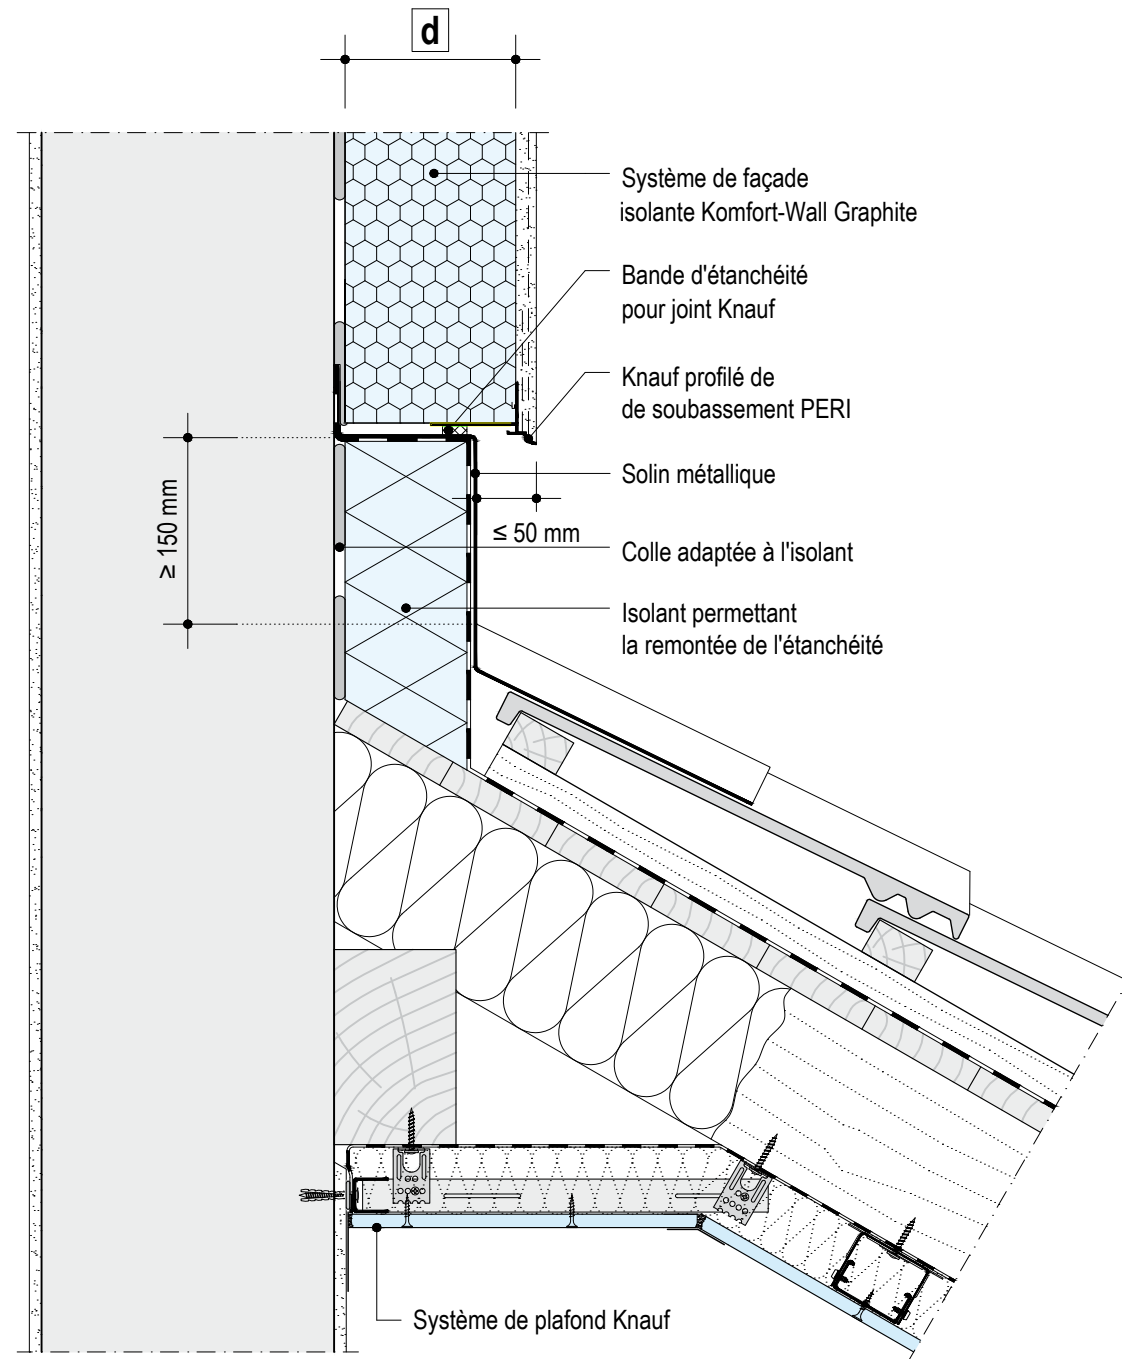 d
Système de façade
isolante Komfort-Wall Graphite
Bande d'étanchéité
pour joint Knauf
Knauf profilé de
de soubassement PERI
Solin métallique
≤ 50 mm
≥ 150 mm
Colle adaptée à l'isolant
Isolant permettant
la remontée de l'étanchéité
Système de plafond Knauf